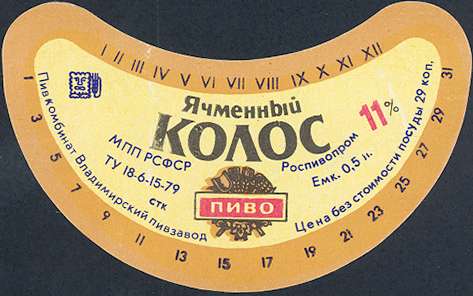 I II III IV V VI VII VIII IX X XI XII
Ячменный
КОЛОС
11%
Пивкомбинат Владимирский Пивзавод
МПП РСФСР
ТУ 18-6-15-79
стк
Роспивопром
Емк. 0,5 л.
Цена без стоимости посуды 29 коп.
ПИВО
1 3 5 7 9 11 13 15 17 19 21 23 25 27 29 31